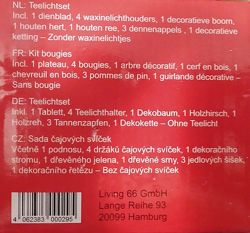 NL: Teelichtset
Incl. 1 dienblad, 4 waxinelichthouders, 1 decoratieve boom,
1 houten hert, 1 houten ree, 3 dennenappels , 1 decoratieve
ketting – Zonder waxinelichtjes
FR: Kit bougies
Incl. 1 plateau, 4 bougies, 1 arbre décoratif, 1 cerf en bois, 1
chevreuil en bois, 3 pommes de pin, 1 guirlande décorative –
Sans bougie
DE: Teelichtset
Inkl. 1 Tablett, 4 Teelichthalter, 1 Dekobaum, 1 Holzhirsch, 1
Holzreh, 3 Tannenzapfen, 1 Dekokette – Ohne Teelicht
CZ: Sada čajových svíček
Včetně 1 podnosu, 4 držáků čajových svíček, 1 dekoračního
stromu, 1 dřevěného jelena, 1 dřevěné srny, 3 jedlových šišek,
1 dekoračního řetězu – Bez čajových svíček
Living 66 GmbH
Lange Reihe 93
20099 Hamburg
4 062383 000295